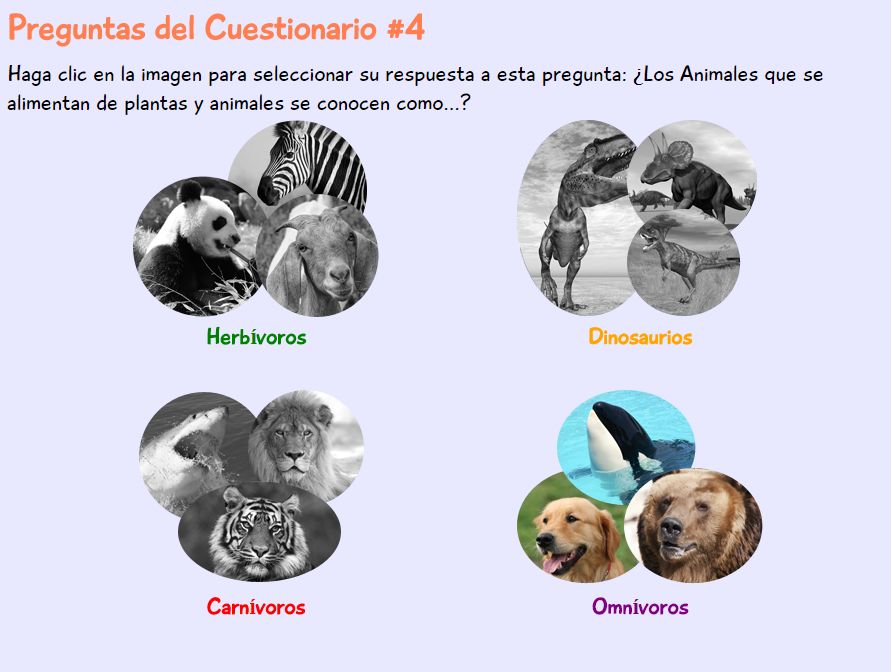 Preguntas del Cuestionario #4
Haga clic en la imagen para seleccionar su respuesta a esta pregunta: ¿Los Animales que se
alimentan de plantas y animales se conocen como...?
Herbívoros
Dinosaurios
Carnívoros
Omnívoros